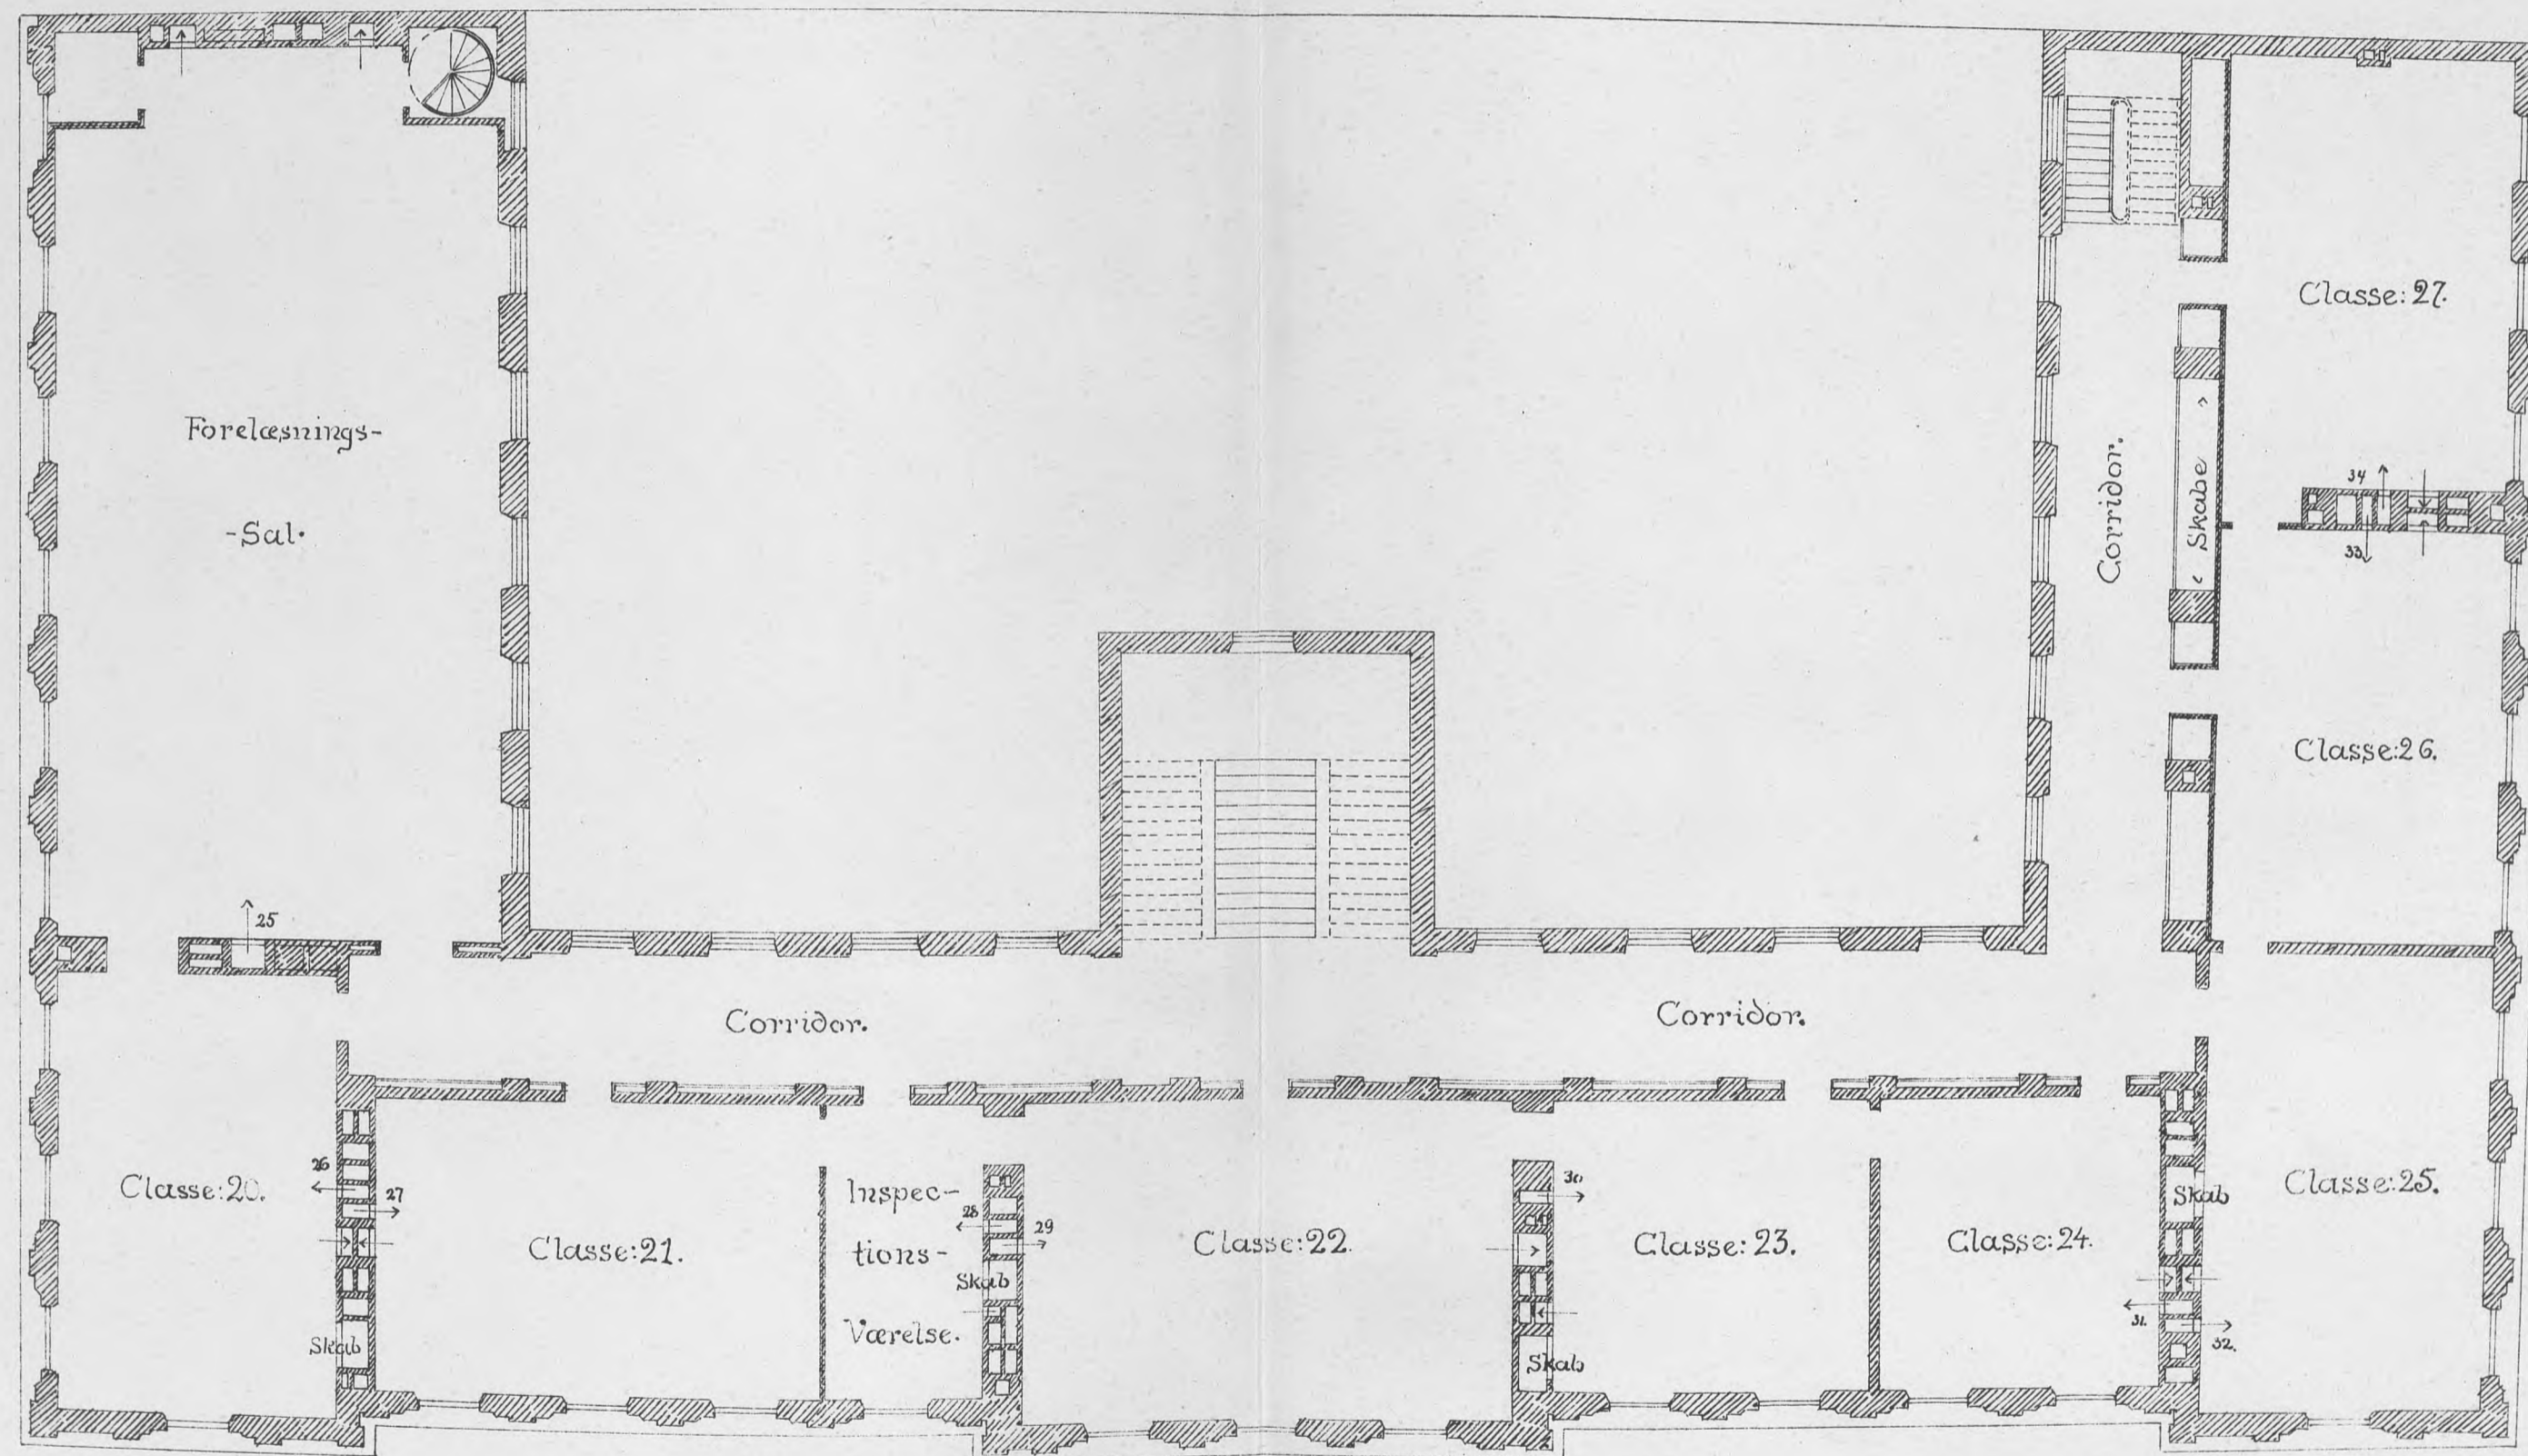 Classe:27.
Forelæsnings-
-Sal.
Corridor.
Skabe
34
33.
Classe:26.
25
Corridor.
Corridor.
26
27
Classe:20.
Classe:21.
Skab
Inspec-
tions-
Værelse.
28
29
Skab
Classe:22.
30
Skab
Classe:23.
Classe:24.
Skab
31.
32.
Classe:25.